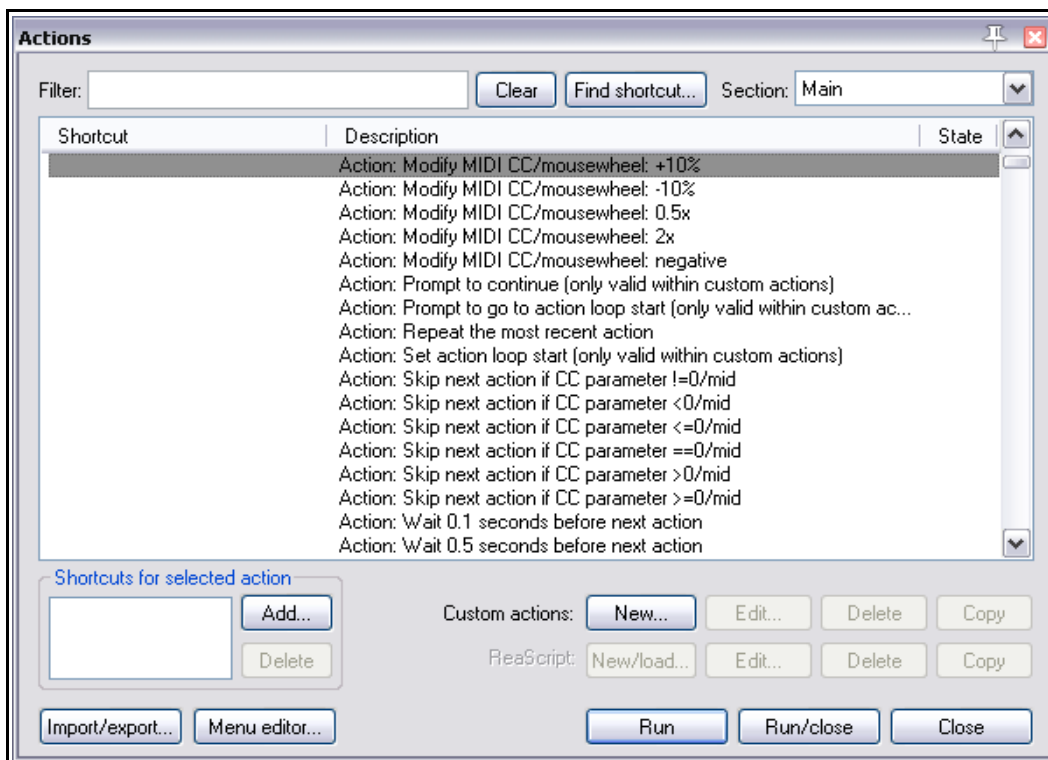 Actions
Filter: Clear Find shortcut... Section: Main
Shortcut Description State
Action: Modify MIDI CC/mousewheel: +10%
Action: Modify MIDI CC/mousewheel: -10%
Action: Modify MIDI CC/mousewheel: 0.5x
Action: Modify MIDI CC/mousewheel: 2x
Action: Modify MIDI CC/mousewheel: negative
Action: Prompt to continue (only valid within custom actions)
Action: Prompt to go to action loop start (only valid within custom ac...
Action: Repeat the most recent action
Action: Set action loop start (only valid within custom actions)
Action: Skip next action if CC parameter !=0/mid
Action: Skip next action if CC parameter <0/mid
Action: Skip next action if CC parameter <=0/mid
Action: Skip next action if CC parameter ==0/mid
Action: Skip next action if CC parameter >0/mid
Action: Skip next action if CC parameter >=0/mid
Action: Wait 0.1 seconds before next action
Action: Wait 0.5 seconds before next action
Shortcuts for selected action
Add... Custom actions: New... Edit... Delete Copy
Delete ReaScript: New/load... Edit... Delete Copy
Import/export... Menu editor... Run Run/close Close